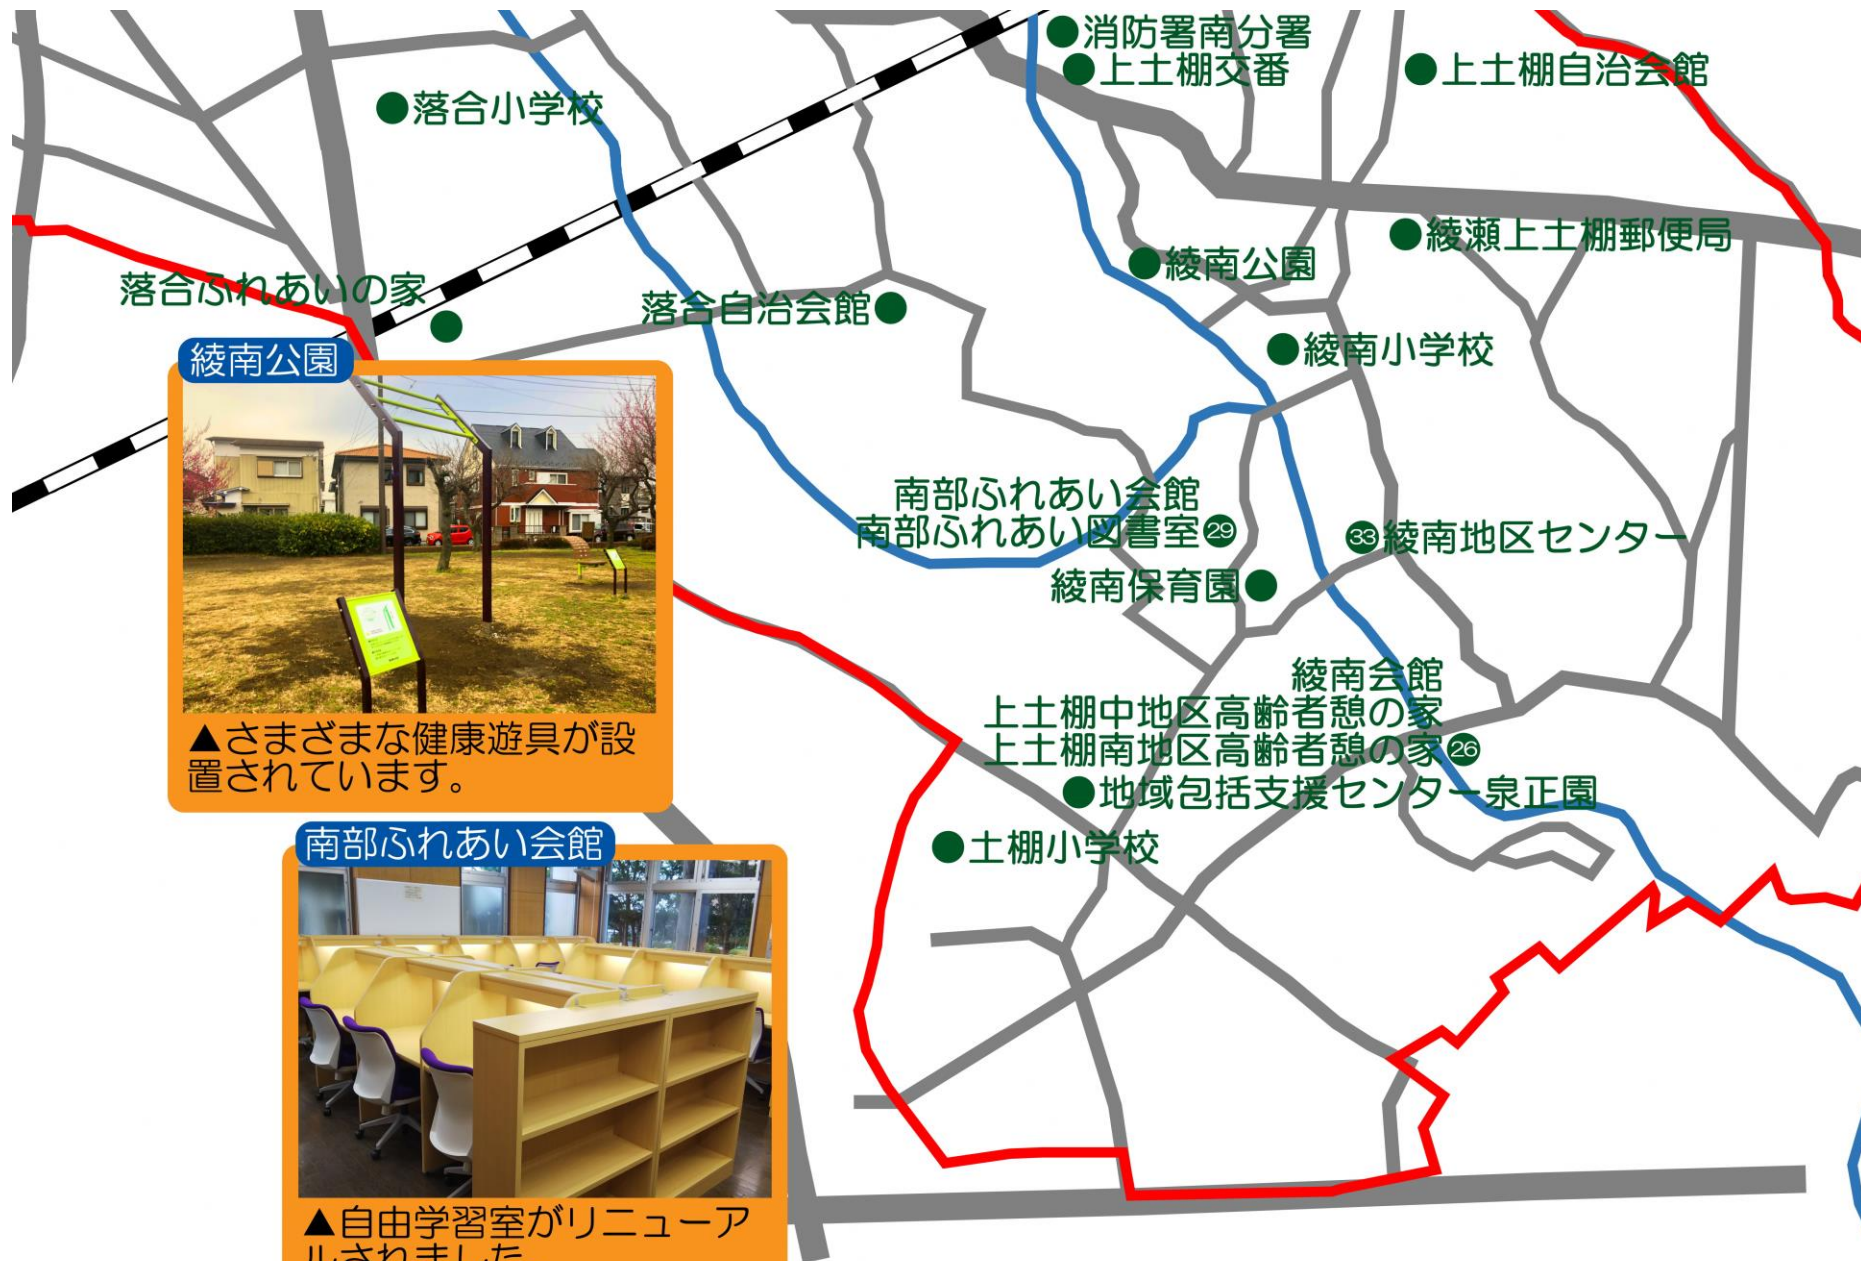 ●消防署南分署
●上土棚交番
●上土棚自治会館
●落合小学校
●綾瀬上土棚郵便局
●綾南公園
落合ふれあいの家
●
落合自治会館●
●綾南小学校
綾南公園
▲さまざまな健康遊具が設
置されています。
南部ふれあい会館
南部ふれあい図書室㉙
㉝綾南地区センター
綾南保育園●
綾南会館
上土棚中地区高齢者憩の家
上土棚南地区高齢者憩の家㉖
●地域包括支援センター泉正園
●土棚小学校
南部ふれあい会館
▲自由学習室がリニューア
ルされました